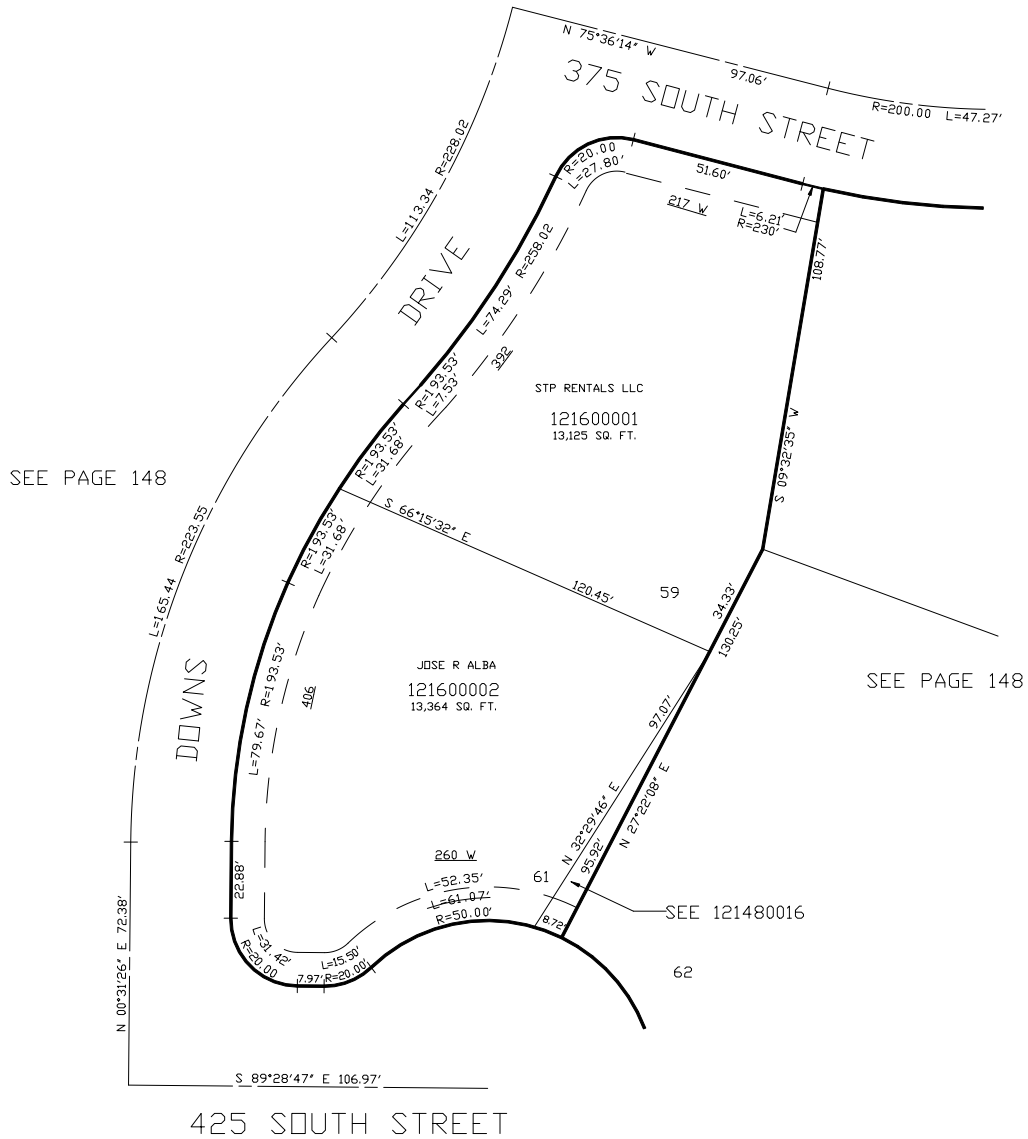 N 75°36'14" W
97.06'
R=200.00 L=47.27'
375 SOUTH STREET
R=20.00
L=27.80'
51.60'
217 W
L=6.21'
R=230'
108.77'
S 09°32'35" W
L=113.34 R=228.02
DRIVE
L=74.29' R=258.02
392
R=193.53'
L=7.53'
STP RENTALS LLC
121600001
13,125 SQ. FT.
R=193.53'
L=31.68'
SEE PAGE 148
S 66°15'32" E
120.45'
R=193.53'
L=31.68'
L=165.44 R=223.55
59
34.33'
130.25'
JOSE R ALBA
121600002
13,364 SQ. FT.
SEE PAGE 148
L=79.67' R=193.53'
406
DOWNS
97.07'
N 32°29'46" E
N 27°22'08" E
95.92'
260 W
L=52.35'
L=61.07'
R=50.00'
61
8.72'
SEE 121480016
22.88'
L=31.42'
R=20.00
7.97'
L=15.50'
R=20.00'
62
N 00°31'26" E 72.38'
S 89°28'47" E 106.97'
425 SOUTH STREET